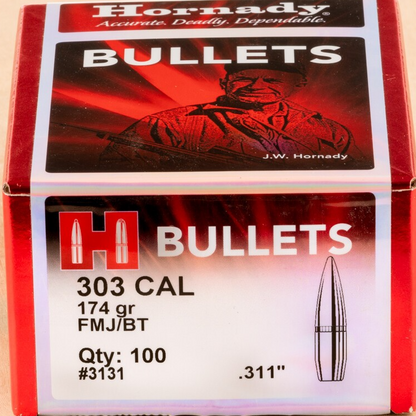 Hornady®
Accurate. Deadly. Dependable.
BULLETS
J.W. Hornady
H BULLETS
303 CAL
174 gr
FMJ/BT
Qty: 100
#3131
.311"